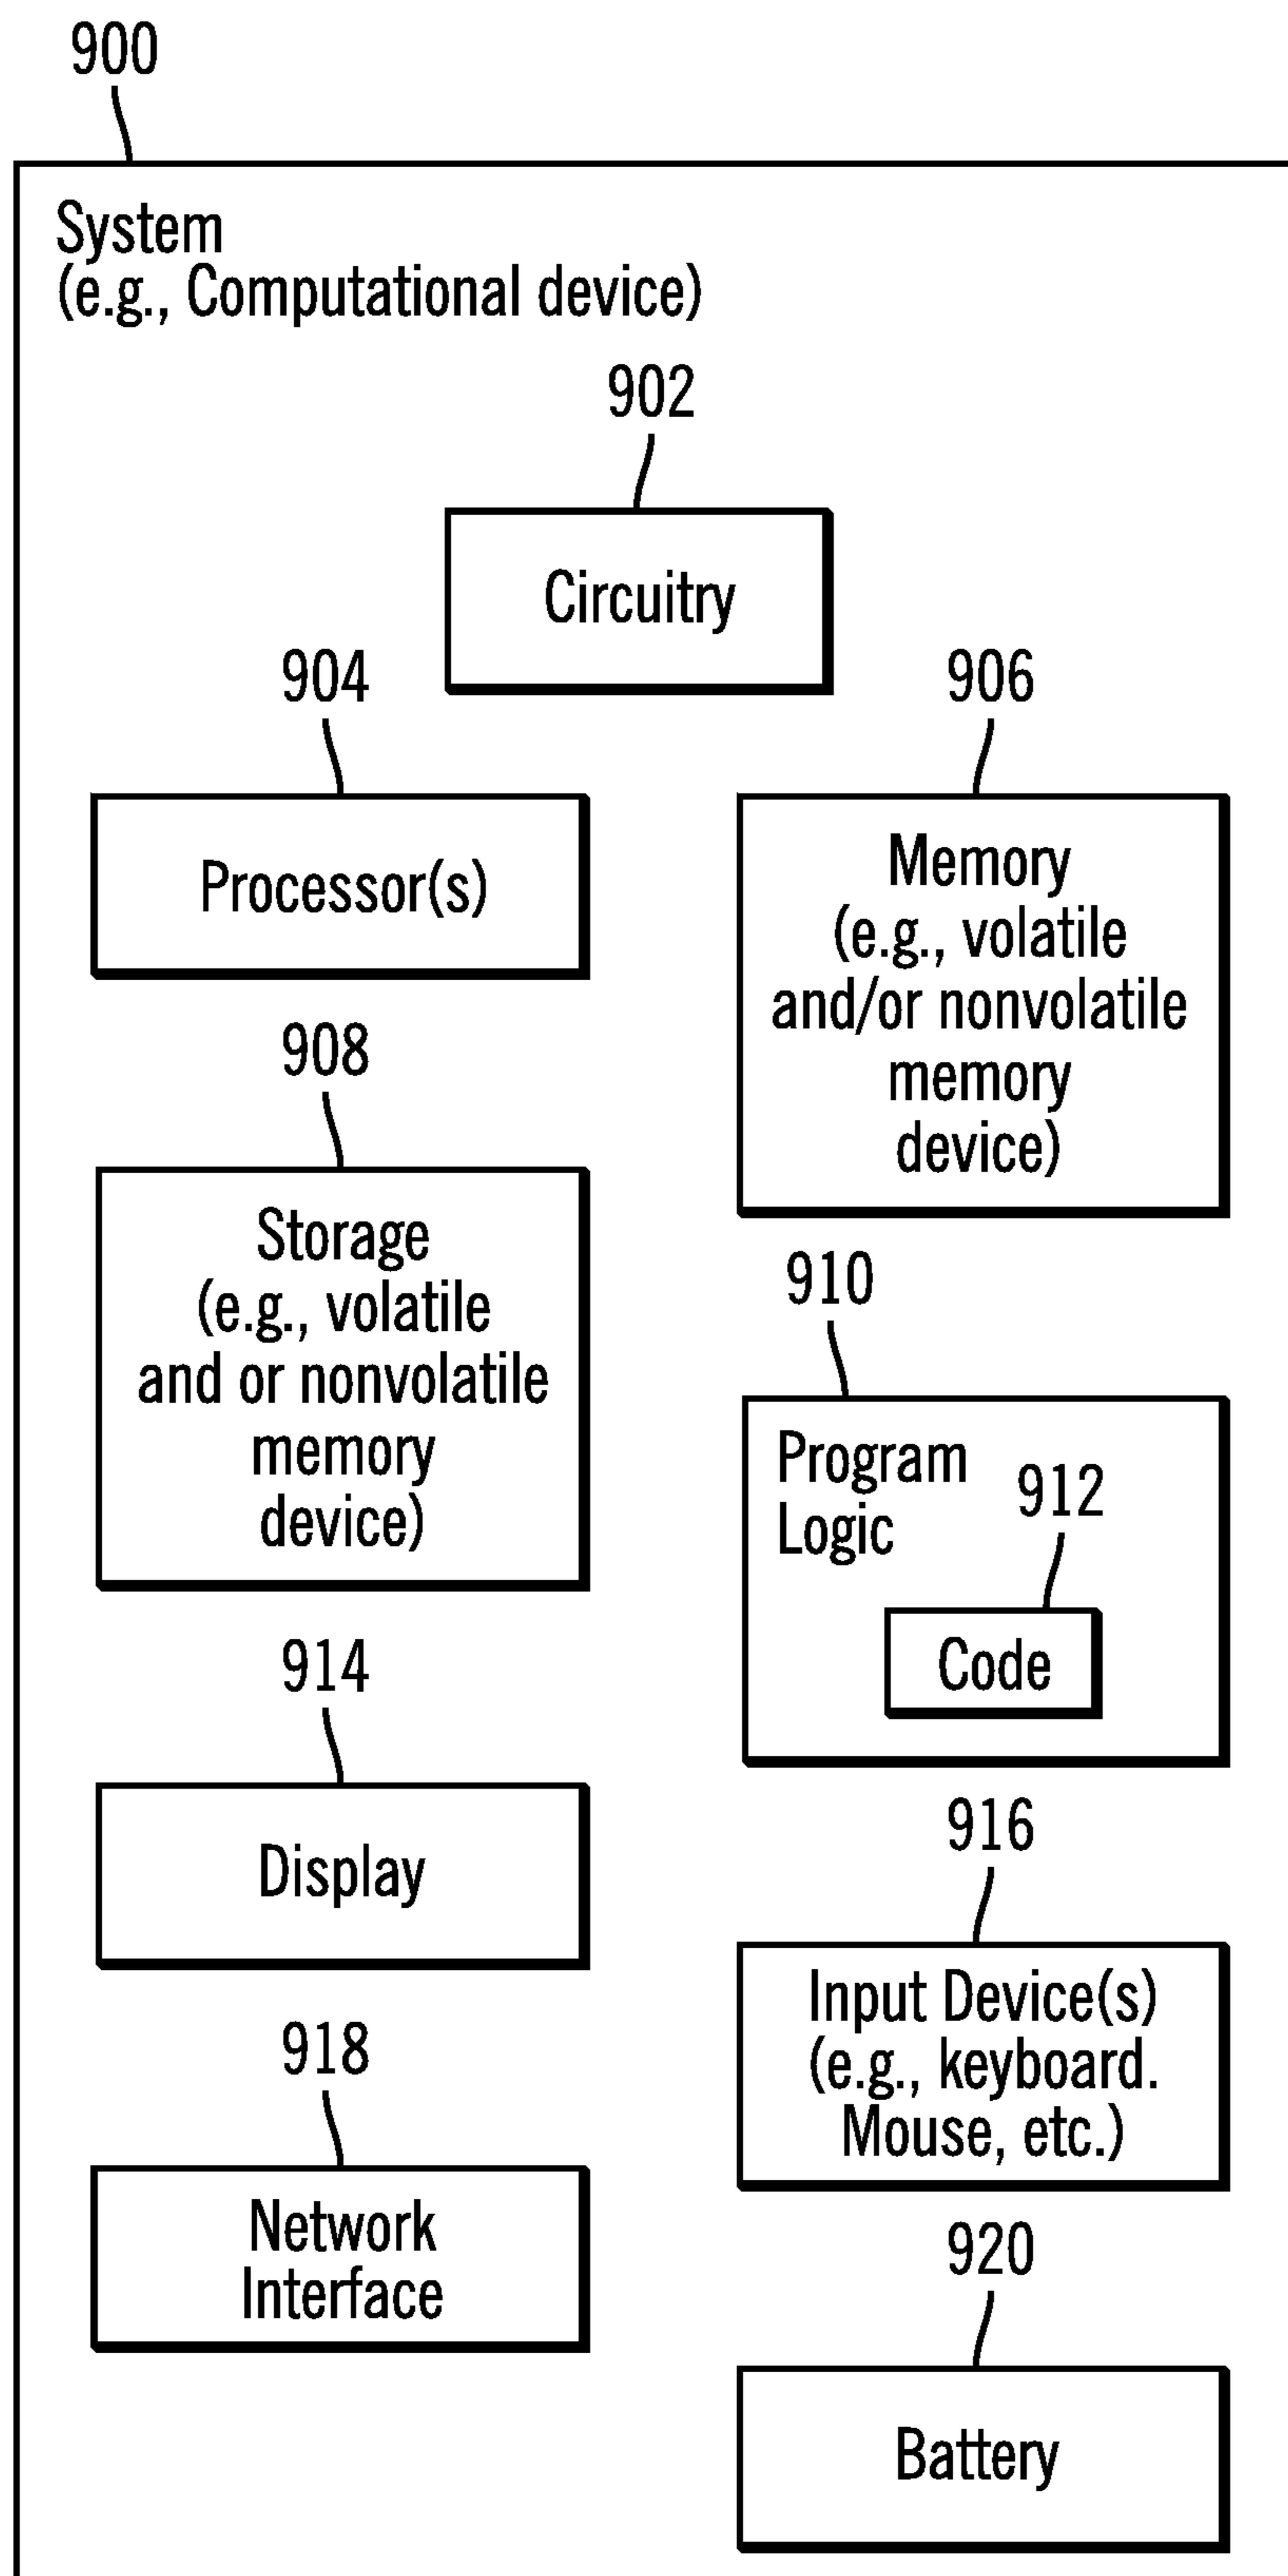 900
System
(e.g., Computational device)
902
Circuitry
904
Processor(s)
906
Memory
(e.g., volatile
and/or nonvolatile
memory
device)
908
Storage
(e.g., volatile
and or nonvolatile
memory
device)
910
Program
Logic
912
Code
914
Display
916
Input Device(s)
(e.g., keyboard.
Mouse, etc.)
918
Network
Interface
920
Battery